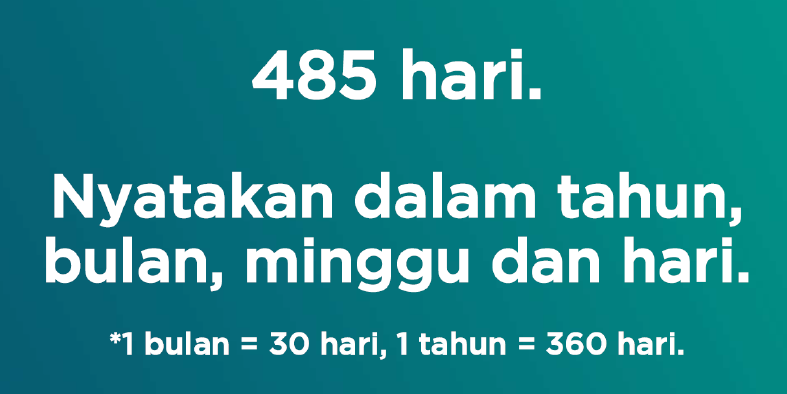 485 hari.
Nyatakan dalam tahun,
bulan, minggu dan hari.
*1 bulan = 30 hari, 1 tahun = 360 hari.